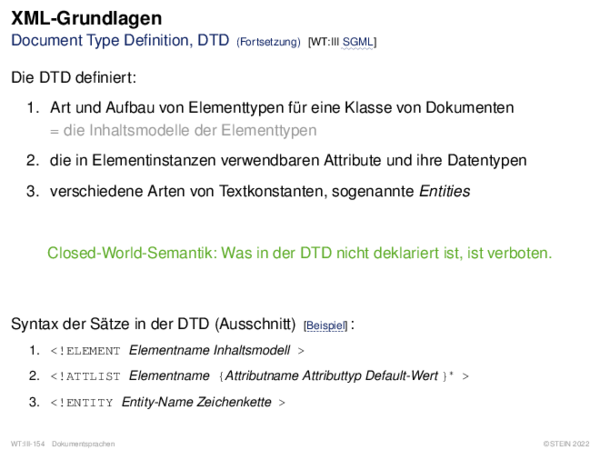 XML-Grundlagen
Document Type Definition, DTD (Fortsetzung) [WT:III SGML]
Die DTD definiert:
1. Art und Aufbau von Elementtypen für eine Klasse von Dokumenten
= die Inhaltsmodelle der Elementtypen
2. die in Elementinstanzen verwendbaren Attribute und ihre Datentypen
3. verschiedene Arten von Textkonstanten, sogenannte Entities
Closed-World-Semantik: Was in der DTD nicht deklariert ist, ist verboten.
Syntax der Sätze in der DTD (Ausschnitt) [Beispiel] :
1. <!ELEMENT Elementname Inhaltsmodell >
2. <!ATTLIST Elementname {Attributname Attributtyp Default-Wert }* >
3. <!ENTITY Entity-Name Zeichenkette >
WT:III-154 Dokumentsprachen ©STEIN 2022